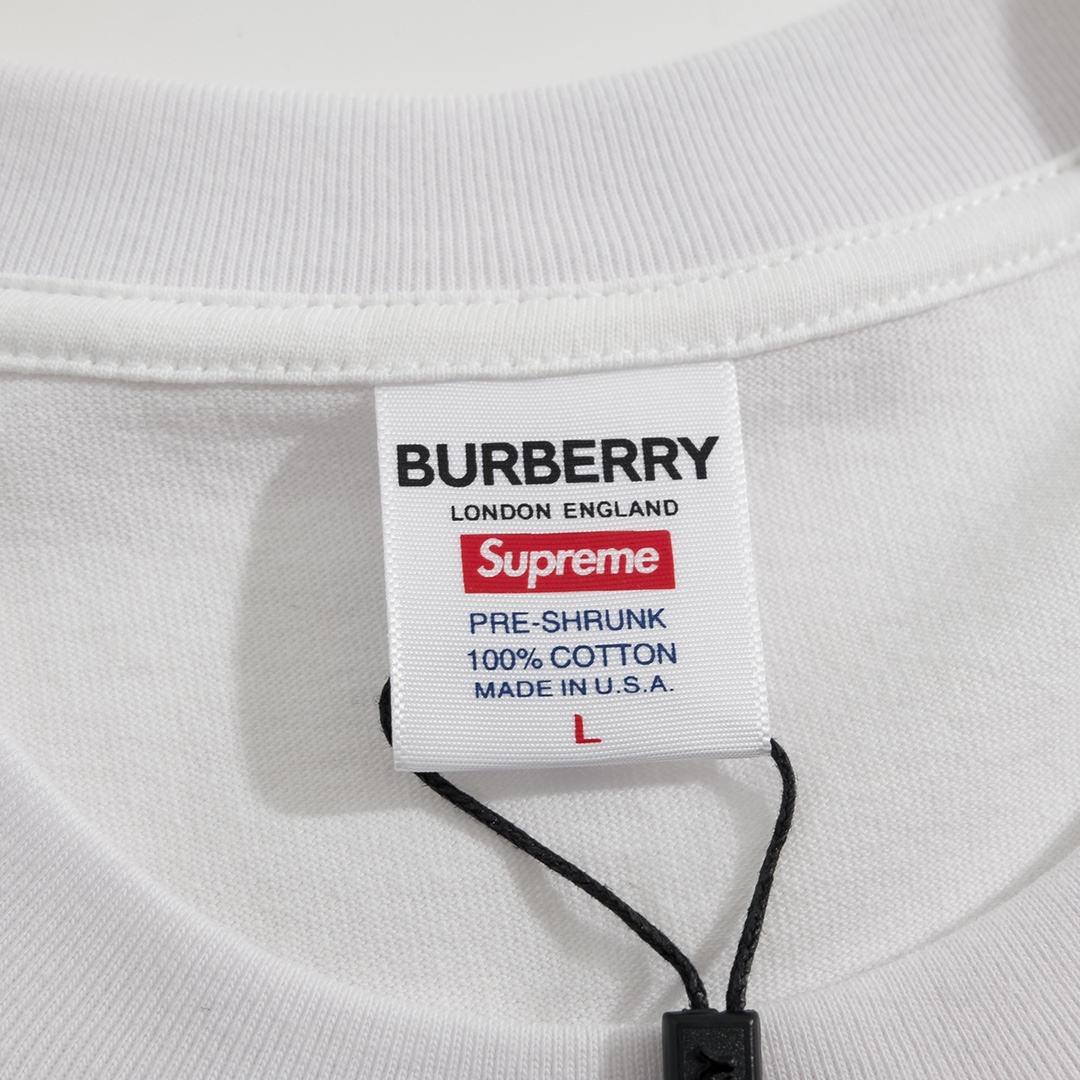 BURBERRY
LONDON ENGLAND
Supreme
PRE-SHRUNK
100% COTTON
MADE IN U.S.A.
L